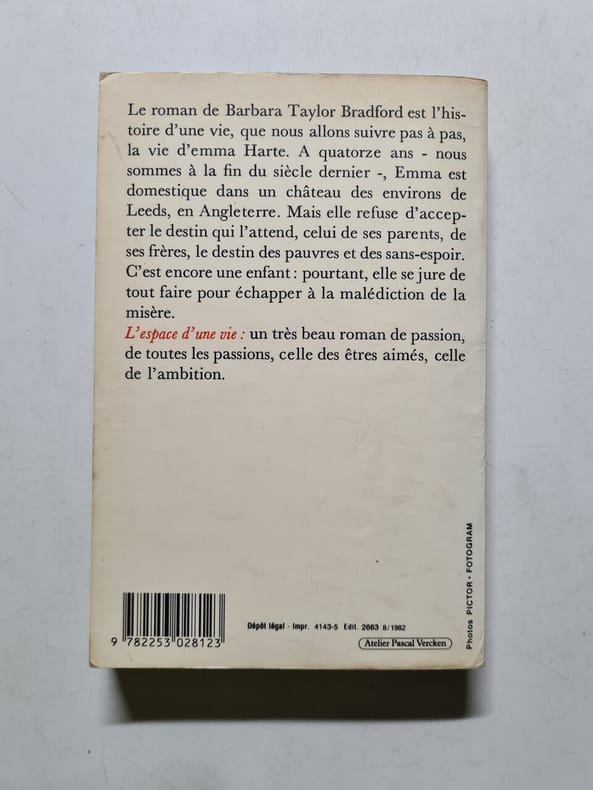 Le roman de Barbara Taylor Bradford est l'his-
toire d'une vie, que nous allons suivre pas à pas,
la vie d'emma Harte. A quatorze ans - nous
sommes à la fin du siècle dernier -, Emma est
domestique dans un château des environs de
Leeds, en Angleterre. Mais elle refuse d'accep-
ter le destin qui l'attend, celui de ses parents, de
ses frères, le destin des pauvres et des sans-espoir.
C'est encore une enfant : pourtant, elle se jure de
tout faire pour échapper à la malédiction de la
misère.
L'espace d'une vie : un très beau roman de passion,
de toutes les passions, celle des êtres aimés, celle
de l'ambition.
Photos PICTOR · FOTOGRAM
9 782253 028123
Dépôt légal - Impr. 4143-5 Edit. 2663 8/1982
Atelier Pascal Vercken